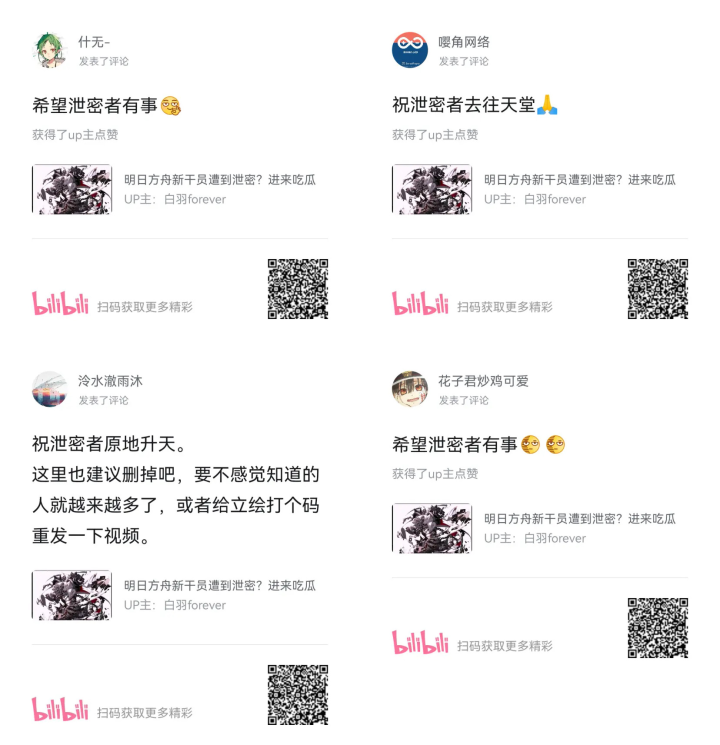 什无-
发表了评论
希望泄密者有事🧐
获得了up主点赞
明日方舟新干员遭到泄密？进来吃瓜
UP主：白羽forever
bilibili 扫码获取更多精彩
嘤角网络
发表了评论
祝泄密者去往天堂🙏
获得了up主点赞
明日方舟新干员遭到泄密？进来吃瓜
UP主：白羽forever
bilibili 扫码获取更多精彩
泠水澈雨沐
发表了评论
祝泄密者原地升天。
这里也建议删掉吧，要不感觉知道的
人就越来越多了，或者给立绘打个码
重发一下视频。
明日方舟新干员遭到泄密？进来吃瓜
UP主：白羽forever
bilibili 扫码获取更多精彩
花子君炒鸡可爱
发表了评论
希望泄密者有事
获得了up主点赞
明日方舟新干员遭到泄密？进来吃瓜
UP主：白羽forever
bilibili 扫码获取更多精彩